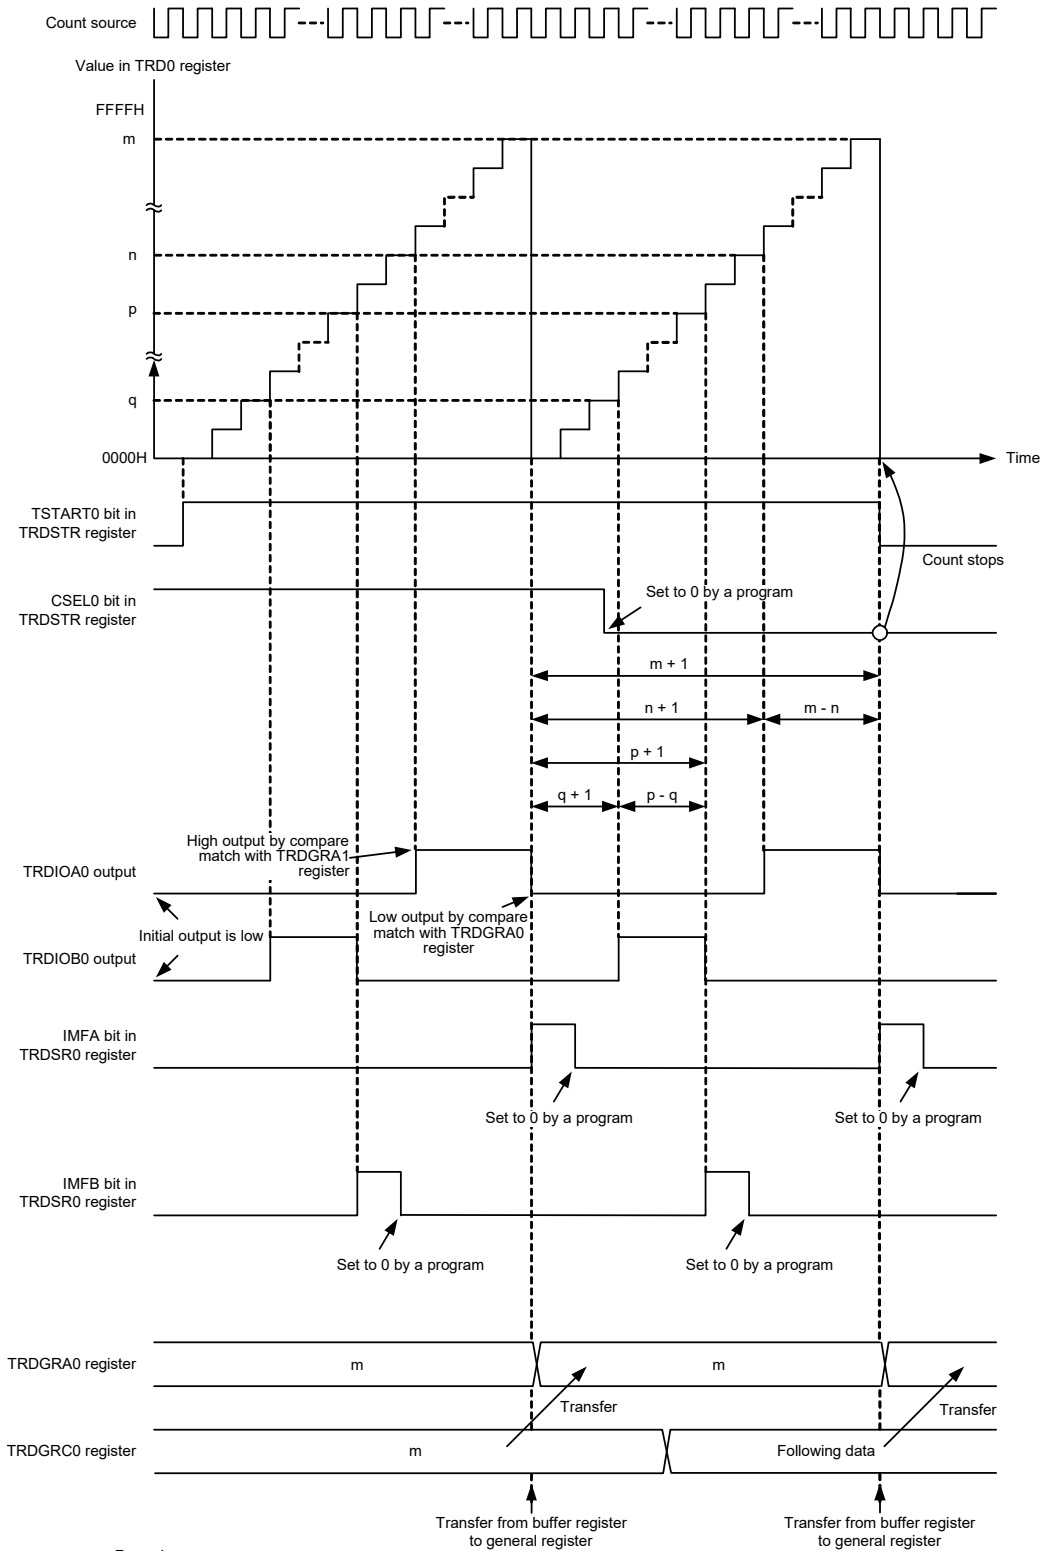 Count source
Value in TRD0 register
FFFFH
m
n
p
q
0000H
Time
TSTART0 bit in
TRDSTR register
Count stops
CSEL0 bit in
TRDSTR register
Set to 0 by a program
m + 1
n + 1
m - n
p + 1
q + 1
p - q
High output by compare
match with TRDGRA1
register
TRDIOA0 output
Low output by compare
match with TRDGRA0
register
Initial output is low
TRDIOB0 output
IMFA bit in
TRDSR0 register
Set to 0 by a program
Set to 0 by a program
IMFB bit in
TRDSR0 register
Set to 0 by a program
Set to 0 by a program
TRDGRA0 register
m
m
Transfer
Transfer
TRDGRC0 register
m
Following data
Transfer from buffer register
to general register
Transfer from buffer register
to general register